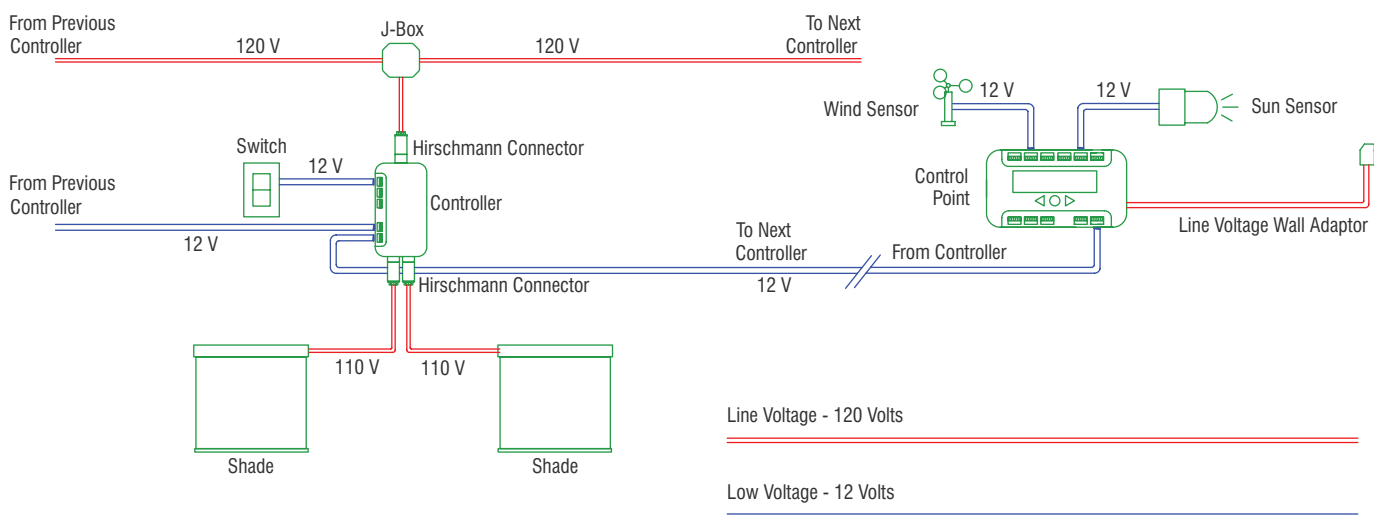 From Previous
Controller
120 V
J-Box
120 V
To Next
Controller
Wind Sensor
12 V
12 V
Sun Sensor
Switch
12 V
Hirschmann Connector
From Previous
Controller
Controller
Control
Point
12 V
To Next
Controller
From Controller
Line Voltage Wall Adaptor
12 V
Hirschmann Connector
110 V
110 V
Shade
Shade
Line Voltage - 120 Volts
Low Voltage - 12 Volts